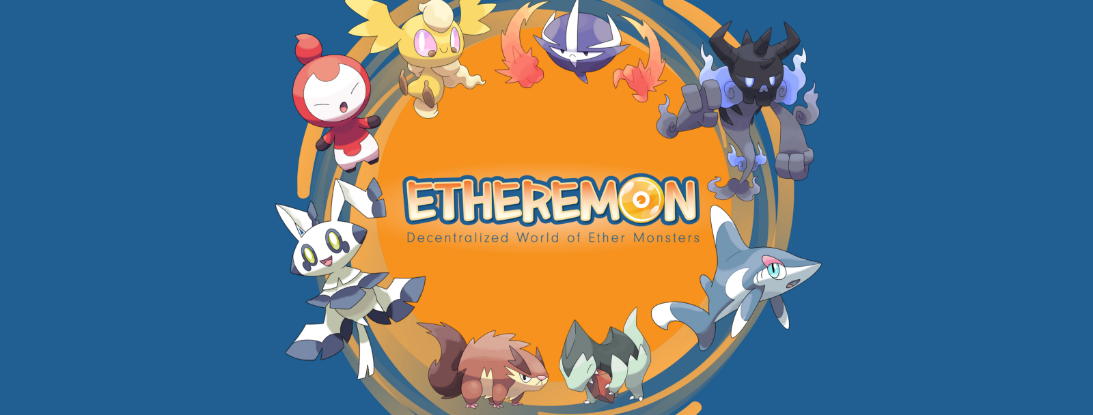 ETHEREMON
Decentralized World of Ether Monsters